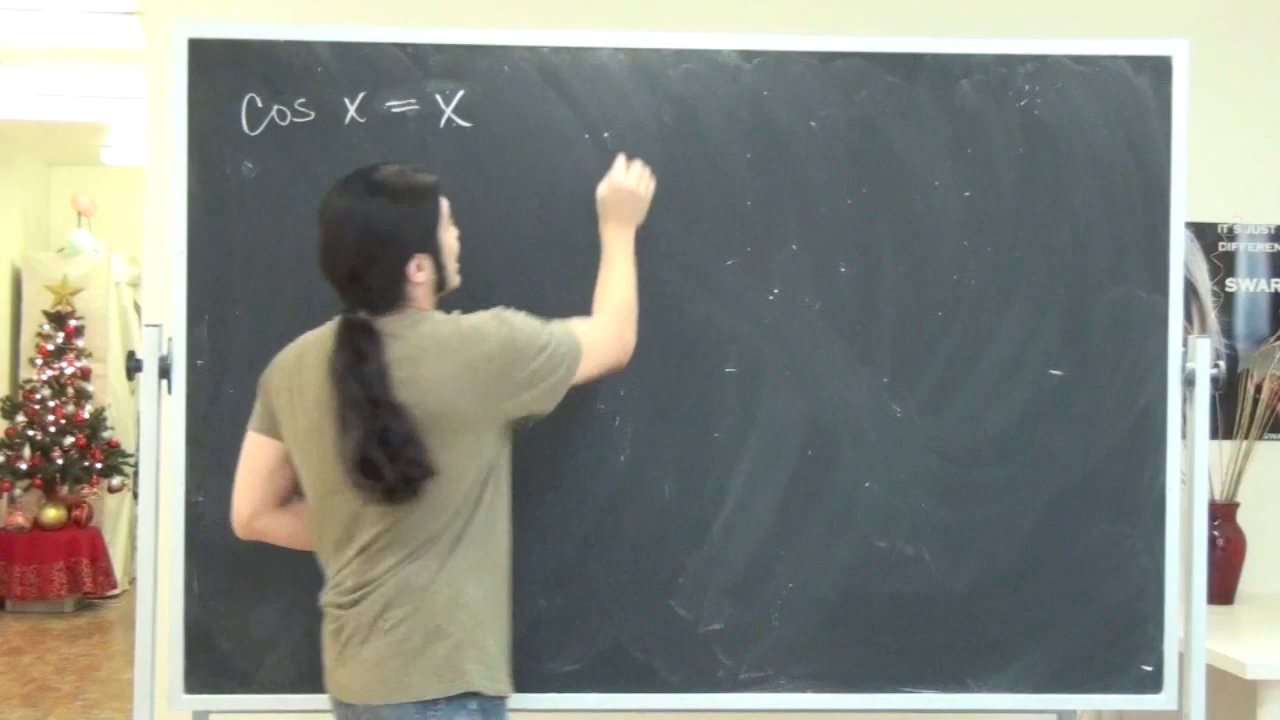 cos x = x
IT'S JUST
DIFFEREN
SWAR